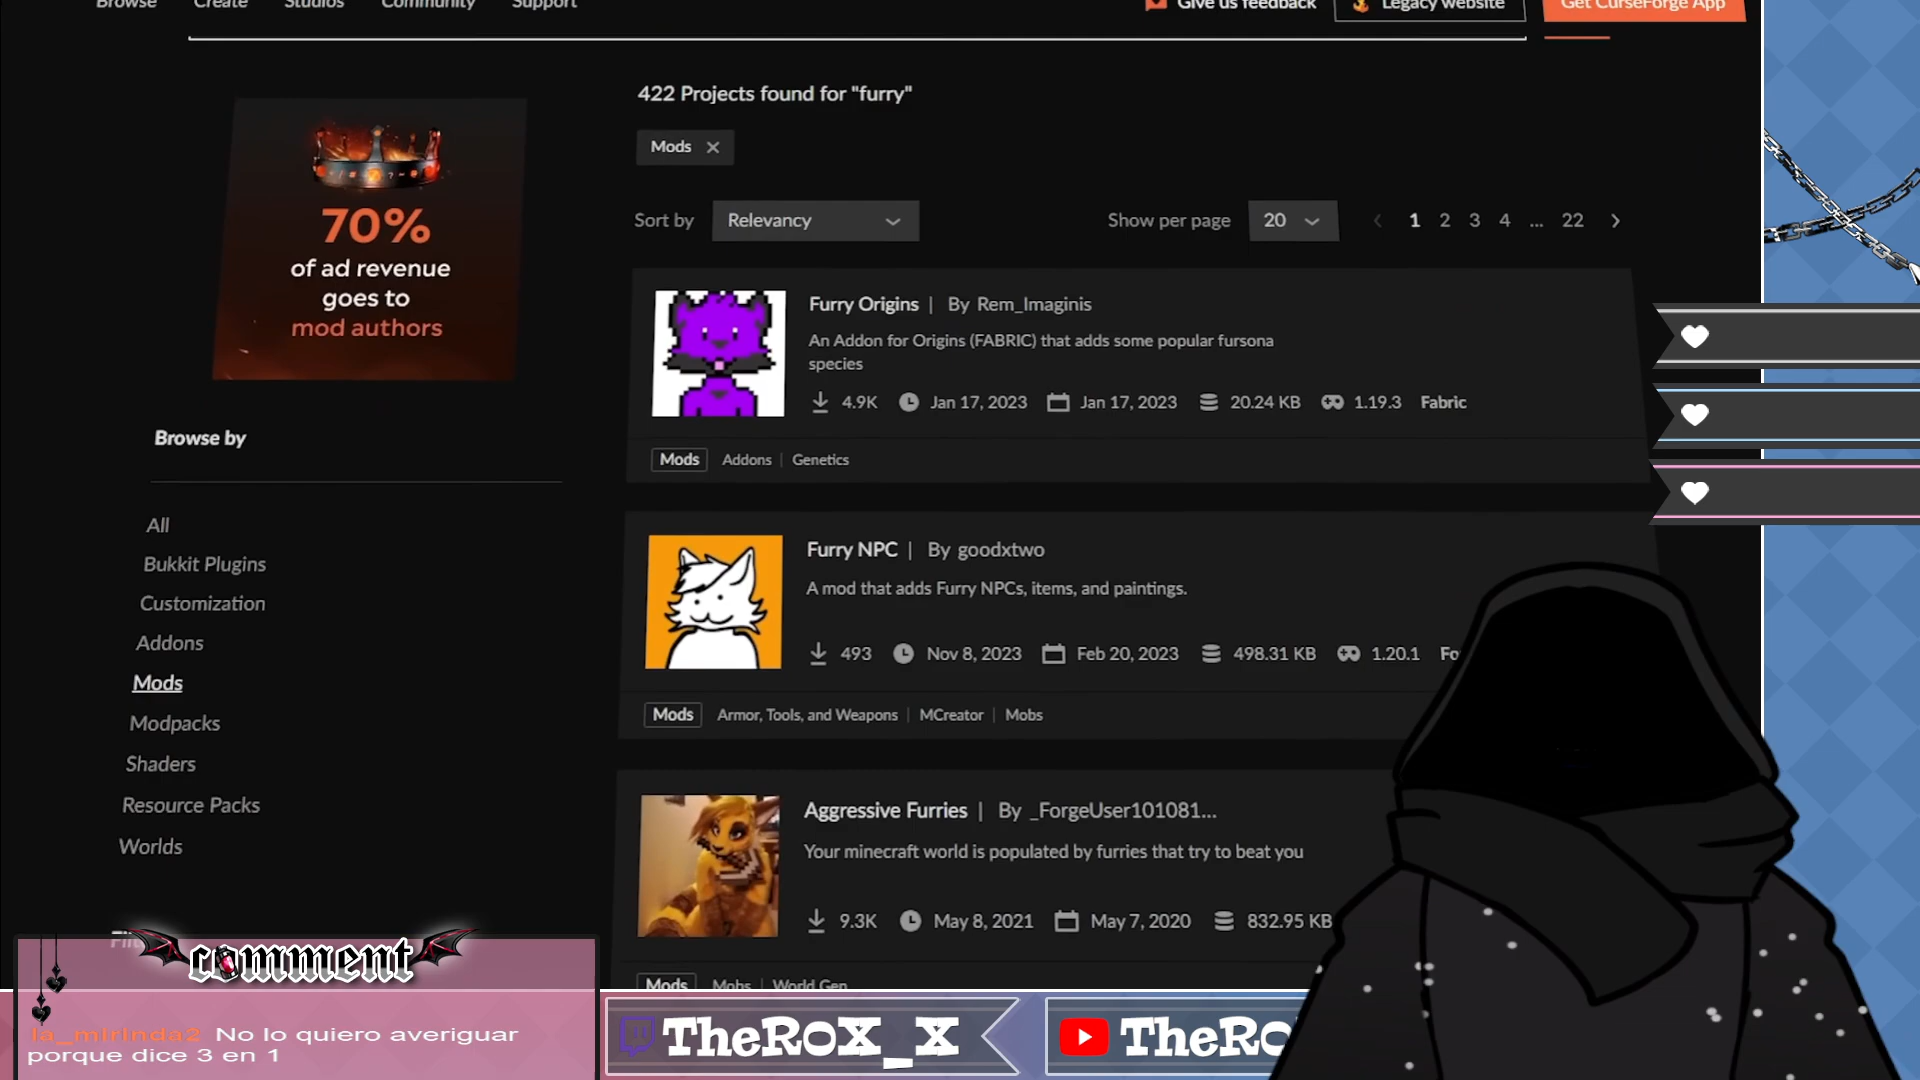 Browse Create Studios Community Support Give us feedback Legacy website Get CurseForge App
422 Projects found for "furry"
Mods
Sort by Relevancy Show per page 20 1 2 3 4 ... 22
70%
of ad revenue
goes to
mod authors
Browse by
All
Bukkit Plugins
Customization
Addons
Mods
Modpacks
Shaders
Resource Packs
Worlds
Furry Origins | By Rem_Imaginis
An Addon for Origins (FABRIC) that adds some popular fursona
species
4.9K Jan 17, 2023 Jan 17, 2023 20.24 KB 1.19.3 Fabric
Mods Addons | Genetics
Furry NPC | By goodxtwo
A mod that adds Furry NPCs, items, and paintings.
493 Nov 8, 2023 Feb 20, 2023 498.31 KB 1.20.1 Fo
Mods Armor, Tools, and Weapons | MCreator | Mobs
Aggressive Furries | By _ForgeUser101081...
Your minecraft world is populated by furries that try to beat you
9.3K May 8, 2021 May 7, 2020 832.95 KB
Mods Mobs | World Gen
comment
la_mirinda2 No lo quiero averiguar
porque dice 3 en 1
TheROX_X
TheRO